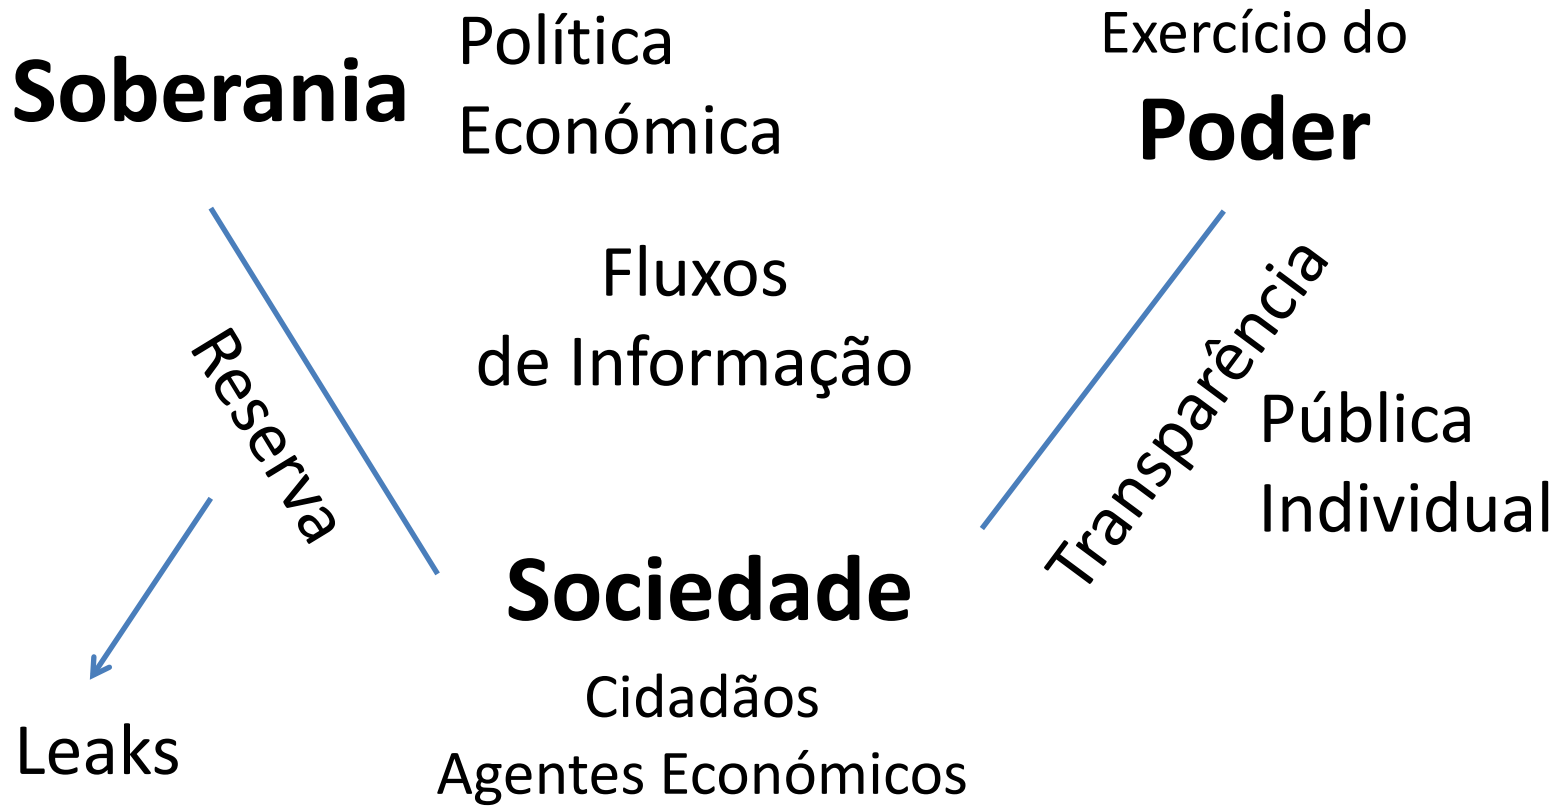 Soberania
Política
Económica
Exercício do
Poder
Fluxos
de Informação
Reserva
Transparência
Pública
Individual
Sociedade
Cidadãos
Agentes Económicos
Leaks